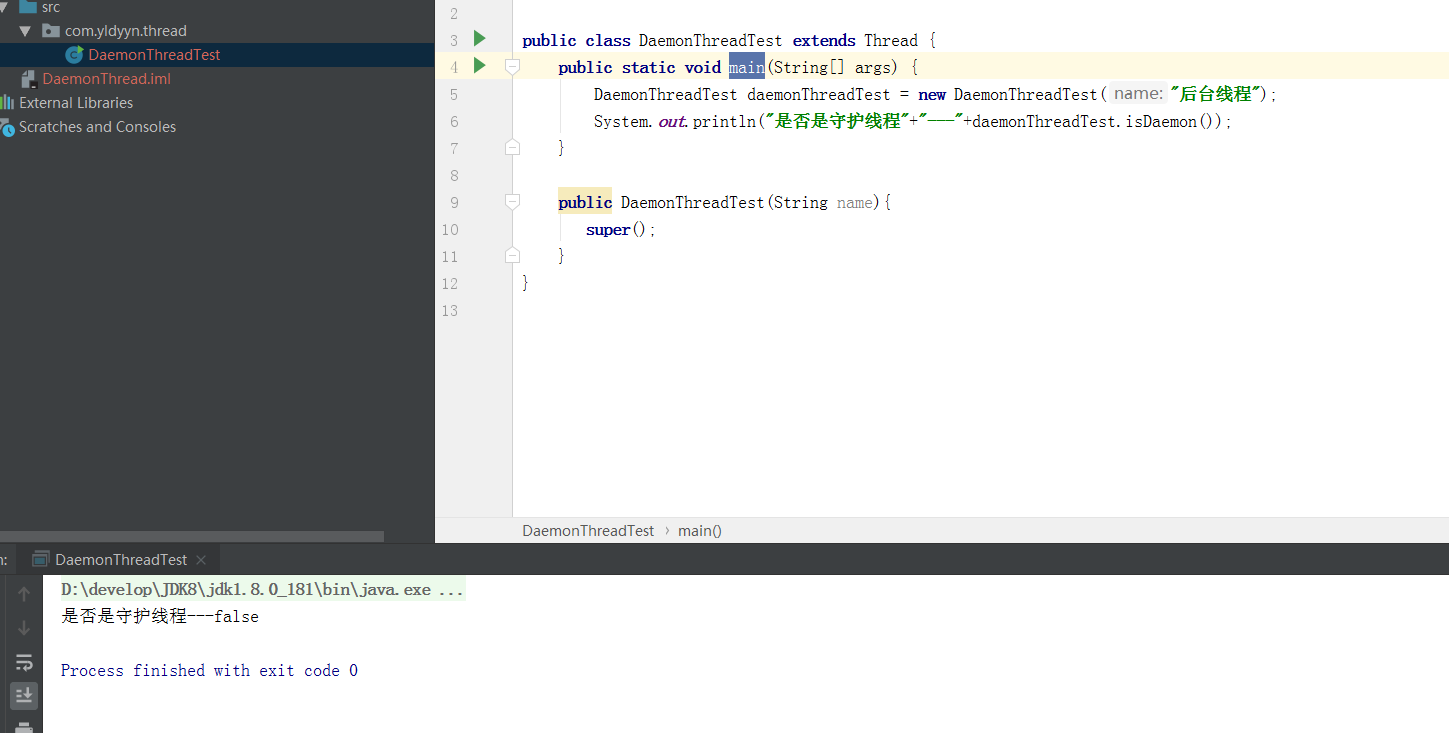 src
com.yldyyn.thread
DaemonThreadTest
DaemonThread.iml
External Libraries
Scratches and Consoles
2
3 public class DaemonThreadTest extends Thread {
4 public static void main(String[] args) {
5 DaemonThreadTest daemonThreadTest = new DaemonThreadTest( name: "后台线程");
6 System.out.println("是否是守护线程"+"---"+daemonThreadTest.isDaemon());
7 }
8
9 public DaemonThreadTest(String name){
10 super();
11 }
12 }
13
DaemonThreadTest › main()
n: DaemonThreadTest ×
D:\develop\JDK8\jdk1.8.0_181\bin\java.exe ...
是否是守护线程---false
Process finished with exit code 0